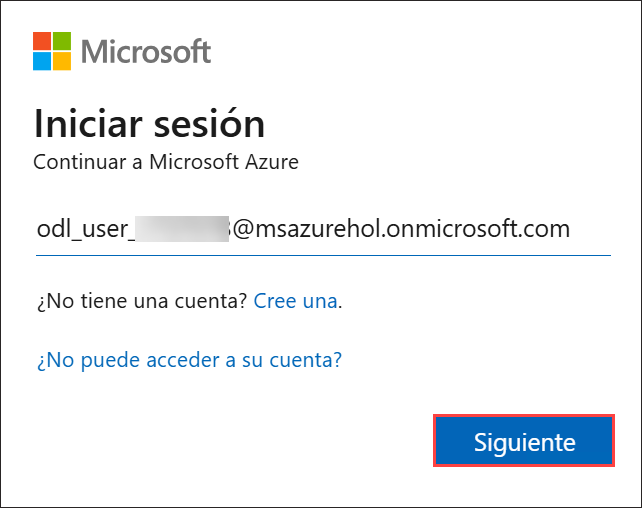 Microsoft
Iniciar sesión
Continuar a Microsoft Azure
odl_user_ @msazurehol.onmicrosoft.com
¿No tiene una cuenta? Cree una.
¿No puede acceder a su cuenta?
Siguiente